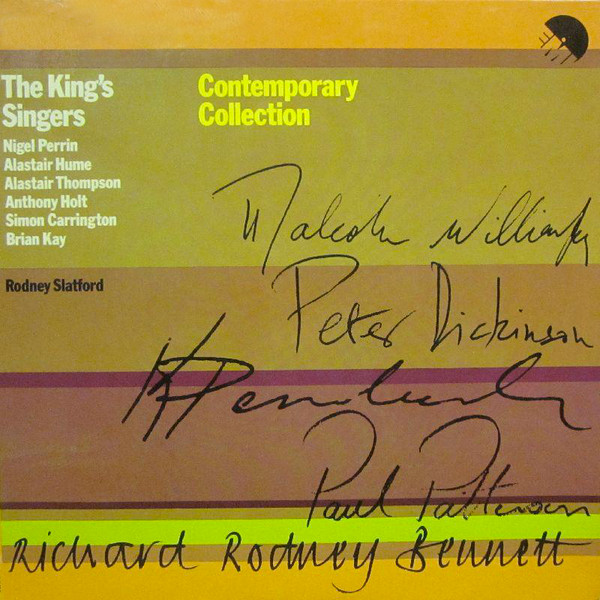 The King's
Singers
Nigel Perrin
Alastair Hume
Alastair Thompson
Anthony Holt
Simon Carrington
Brian Kay
Rodney Slatford
Contemporary
Collection
Malcolm Williamson
Peter Dickinson
K Penderecki
Paul Patterson
Richard Rodney Bennett